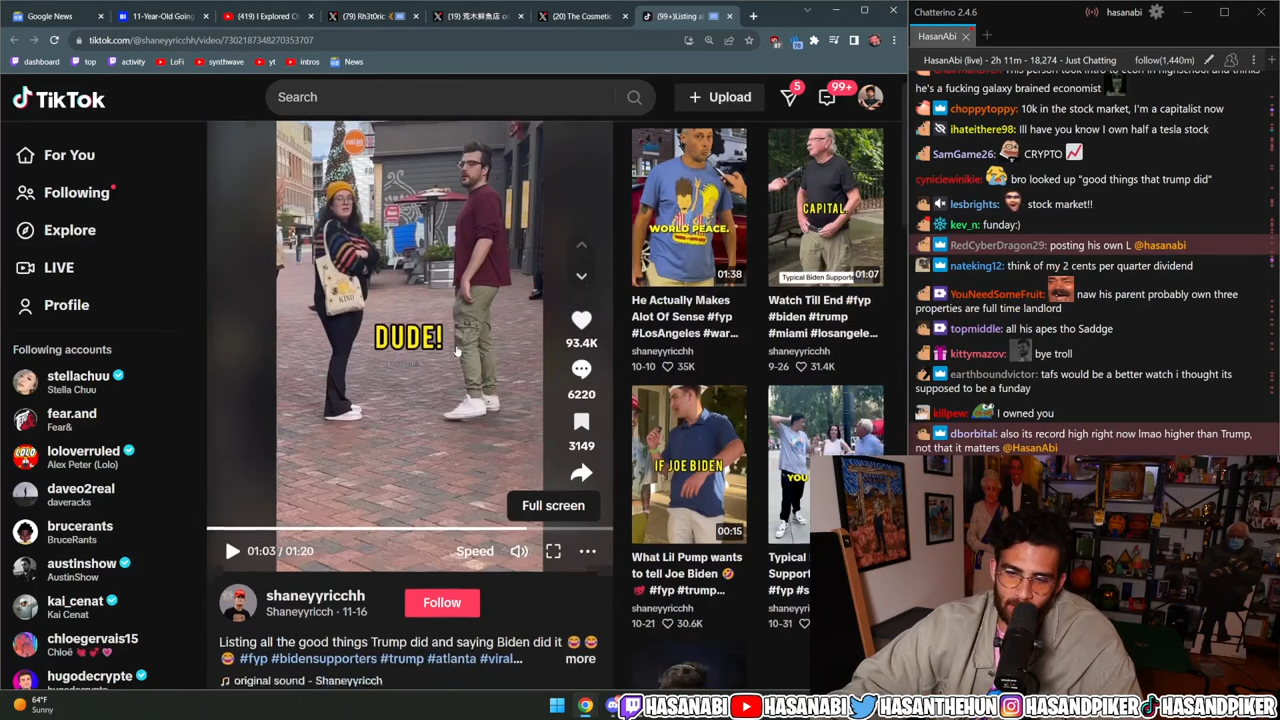 Google News
11-Year-Old Going
(419) I Explored C
(79) Rh3t0ric
(19) 荒木鮮魚店 on
(20) The Cosmetic
(99+)Listing al
tiktok.com/@shaneyyricchh/video/7302187348270353707
dashboard
top
activity
LoFi
synthwave
yt
intros
News
TikTok
Search
Upload
5
99+
For You
Following
Explore
LIVE
Profile
Following accounts
stellachuu
Stella Chuu
fear.and
Fear&
loloverruled
Alex Peter (Lolo)
daveo2real
daveracks
brucerants
BruceRants
austinshow
AustinShow
kai_cenat
Kai Cenat
chloegervais15
Chloë
hugodecrypte
KIND
DUDE!
93.4K
6220
3149
Full screen
01:03 / 01:20
Speed
shaneyyricchh
Shaneyyricch · 11-16
Follow
Listing all the good things Trump did and saying Biden did it
#fyp #bidensupporters #trump #atlanta #viral...
more
original sound - Shaneyyricch
WORLD PEACE.
01:38
He Actually Makes
Alot Of Sense #fyp
#LosAngeles #war...
shaneyyricchh
10-10
35K
CAPITAL.
Typical Biden Supporte
01:07
Watch Till End #fyp
#biden #trump
#miami #losangele...
shaneyyricchh
9-26
31.4K
IF JOE BIDEN
00:15
What Lil Pump wants
to tell Joe Biden
#fyp #trump...
shaneyyricchh
10-21
30.6K
YOU
Typical
Support
#fyp #s
shaneyyricchh
10-31
Chatterino 2.4.6
hasanabi
HasanAbi
HasanAbi (live) - 2h 11m - 18,274 - Just Chatting
follow(1,440m)
This person took intro to econ in highschool and thinks
he's a fucking galaxy brained economist
choppytoppy: 10k in the stock market, I'm a capitalist now
ihateithere98: Ill have you know I own half a tesla stock
SamGame26: CRYPTO
cyniciewinikie: bro looked up "good things that trump did"
lesbrights: stock market!!
kev_n: funday:)
RedCyberDragon29: posting his own L @hasanabi
nateking12: think of my 2 cents per quarter dividend
YouNeedSomeFruit: naw his parent probably own three
properties are full time landlord
topmiddle: all his apes tho Saddge
kittymazov: bye troll
earthboundvictor: tafs would be a better watch i thought its
supposed to be a funday
killpew: I owned you
dborbital: also its record high right now lmao higher than Trump,
not that it matters @HasanAbi
64°F
Sunny
HASANABI
HASANABI
HASANTHEHUN
HASANDPIKER
HASANDPIKER